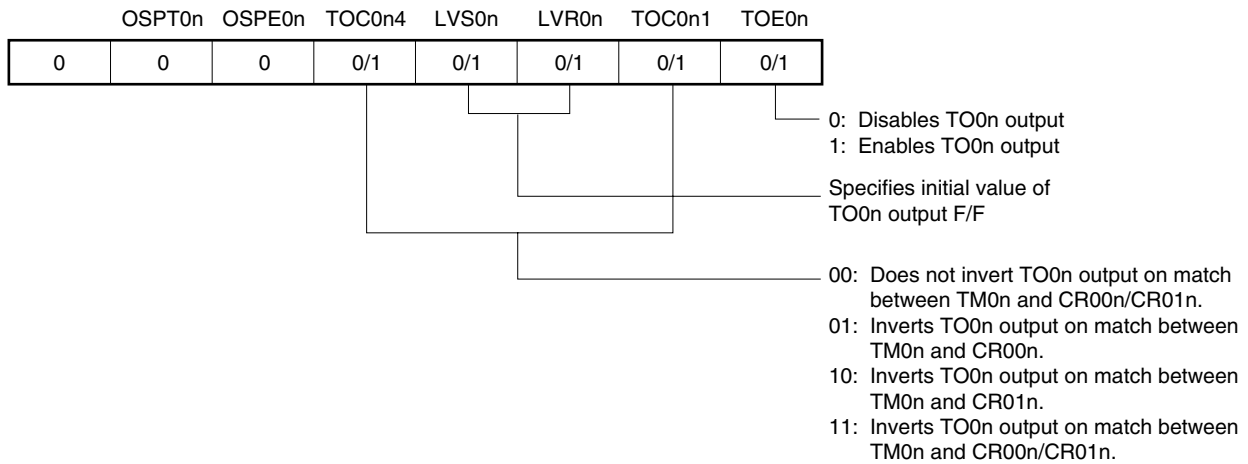 OSPT0n OSPE0n TOC0n4 LVS0n LVR0n TOC0n1 TOE0n
0 0 0 0/1 0/1 0/1 0/1 0/1
0: Disables TO0n output
1: Enables TO0n output
Specifies initial value of
TO0n output F/F
00: Does not invert TO0n output on match
between TM0n and CR00n/CR01n.
01: Inverts TO0n output on match between
TM0n and CR00n.
10: Inverts TO0n output on match between
TM0n and CR01n.
11: Inverts TO0n output on match between
TM0n and CR00n/CR01n.